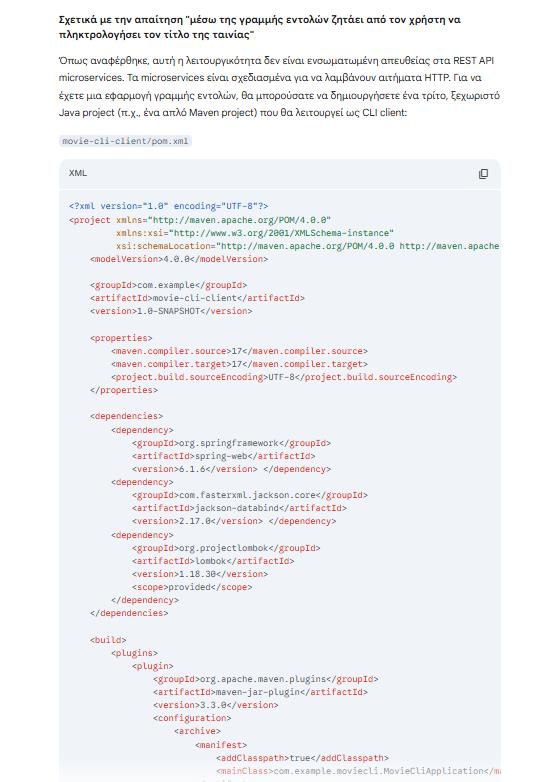 Σχετικά με την απαίτηση "μέσω της γραμμής εντολών ζητάει από τον χρήστη να
πληκτρολογήσει τον τίτλο της ταινίας"
Όπως αναφέρθηκε, αυτή η λειτουργικότητα δεν είναι ενσωματωμένη απευθείας στα REST API
microservices. Τα microservices είναι σχεδιασμένα για να λαμβάνουν αιτήματα HTTP. Για να
έχετε μια εφαρμογή γραμμής εντολών, θα μπορούσατε να δημιουργήσετε ένα τρίτο, ξεχωριστό
Java project (π.χ., ένα απλό Maven project) που θα λειτουργεί ως CLI client:
movie-cli-client/pom.xml
XML
<?xml version="1.0" encoding="UTF-8"?>
<project xmlns="http://maven.apache.org/POM/4.0.0"
         xmlns:xsi="http://www.w3.org/2001/XMLSchema-instance"
         xsi:schemaLocation="http://maven.apache.org/POM/4.0.0 http://maven.apache
    <modelVersion>4.0.0</modelVersion>
    <groupId>com.example</groupId>
    <artifactId>movie-cli-client</artifactId>
    <version>1.0-SNAPSHOT</version>
    <properties>
        <maven.compiler.source>17</maven.compiler.source>
        <maven.compiler.target>17</maven.compiler.target>
        <project.build.sourceEncoding>UTF-8</project.build.sourceEncoding>
    </properties>
    <dependencies>
        <dependency>
            <groupId>org.springframework</groupId>
            <artifactId>spring-web</artifactId>
            <version>6.1.6</version> </dependency>
        <dependency>
            <groupId>com.fasterxml.jackson.core</groupId>
            <artifactId>jackson-databind</artifactId>
            <version>2.17.0</version> </dependency>
        <dependency>
            <groupId>org.projectlombok</groupId>
            <artifactId>lombok</artifactId>
            <version>1.18.30</version>
            <scope>provided</scope>
        </dependency>
    </dependencies>
    <build>
        <plugins>
            <plugin>
                <groupId>org.apache.maven.plugins</groupId>
                <artifactId>maven-jar-plugin</artifactId>
                <version>3.3.0</version>
                <configuration>
                    <archive>
                        <manifest>
                            <addClasspath>true</addClasspath>
                            <mainClass>com.example.moviecli.MovieCliApplication</ma